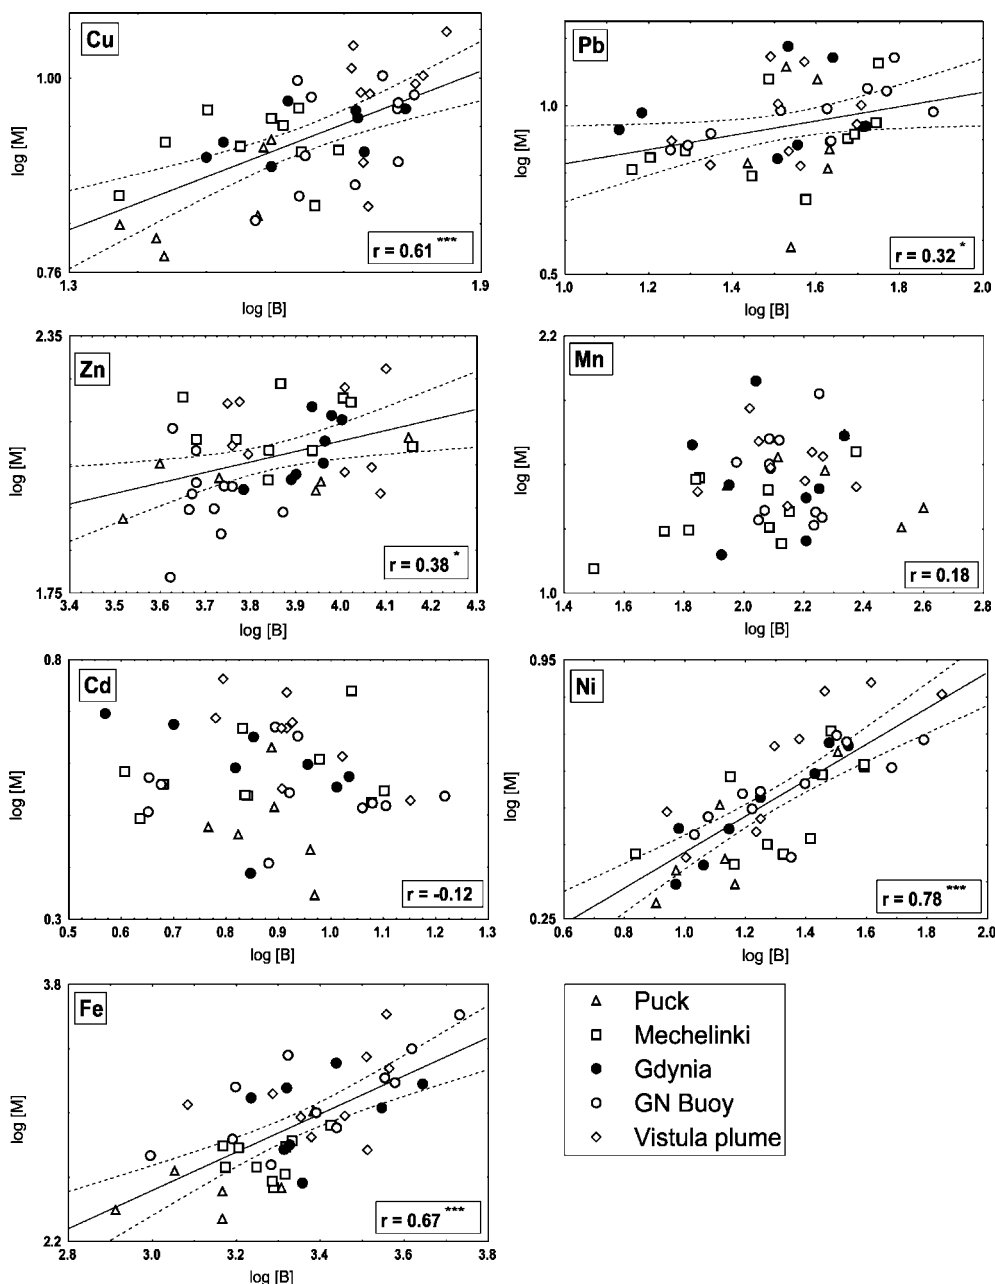 Cu
1.00
log [M]
r = 0.61 ***
0.76
1.3
1.9
log [B]
Pb
1.0
log [M]
r = 0.32 *
0.5
1.0 1.2 1.4 1.6 1.8 2.0
log [B]
2.35
Zn
log [M]
r = 0.38 *
1.75
3.4 3.5 3.6 3.7 3.8 3.9 4.0 4.1 4.2 4.3
log [B]
2.2
Mn
log [M]
r = 0.18
1.0
1.4 1.6 1.8 2.0 2.2 2.4 2.6 2.8
log [B]
0.8
Cd
log [M]
r = -0.12
0.3
0.5 0.6 0.7 0.8 0.9 1.0 1.1 1.2 1.3
log [B]
0.95
Ni
log [M]
r = 0.78 ***
0.25
0.6 0.8 1.0 1.2 1.4 1.6 1.8 2.0
log [B]
3.8
Fe
log [M]
r = 0.67 ***
2.2
2.8 3.0 3.2 3.4 3.6 3.8
log [B]
Puck
Mechelinki
Gdynia
GN Buoy
Vistula plume